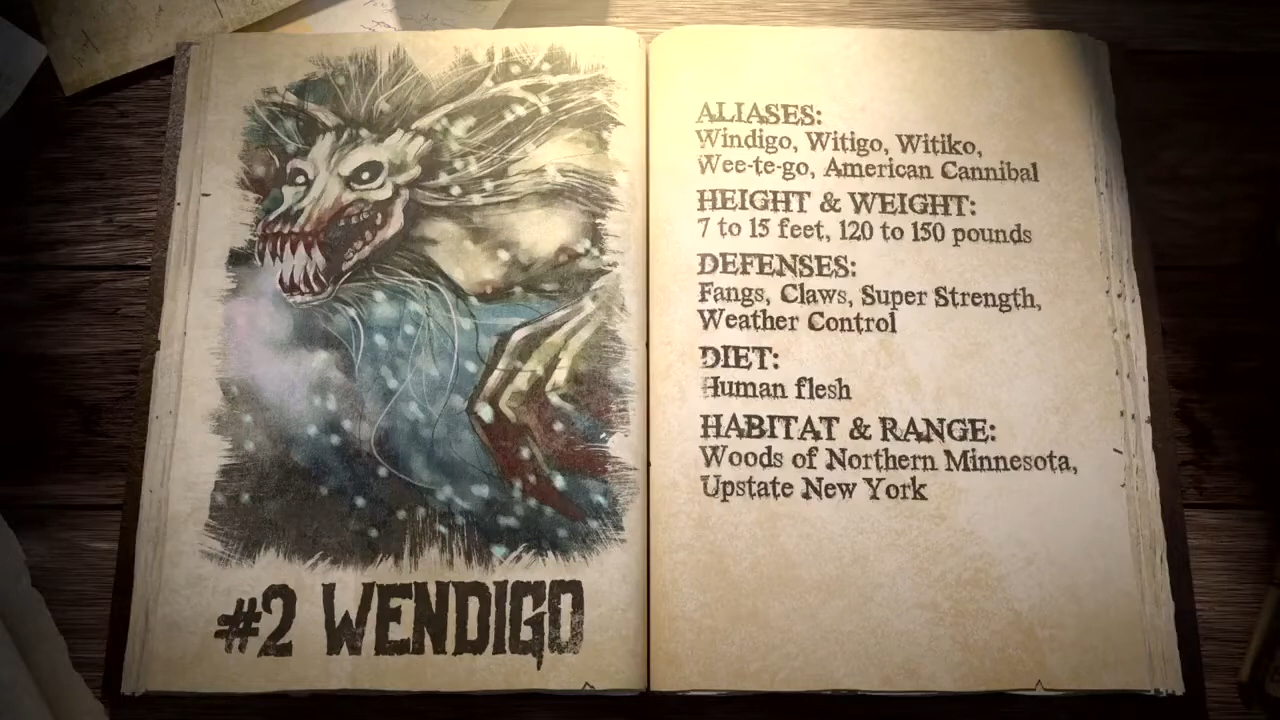 #2 WENDIGO
ALIASES:
Windigo, Witigo, Witiko,
Wee-te-go, American Cannibal
HEIGHT & WEIGHT:
7 to 15 feet, 120 to 150 pounds
DEFENSES:
Fangs, Claws, Super Strength,
Weather Control
DIET:
Human flesh
HABITAT & RANGE:
Woods of Northern Minnesota,
Upstate New York